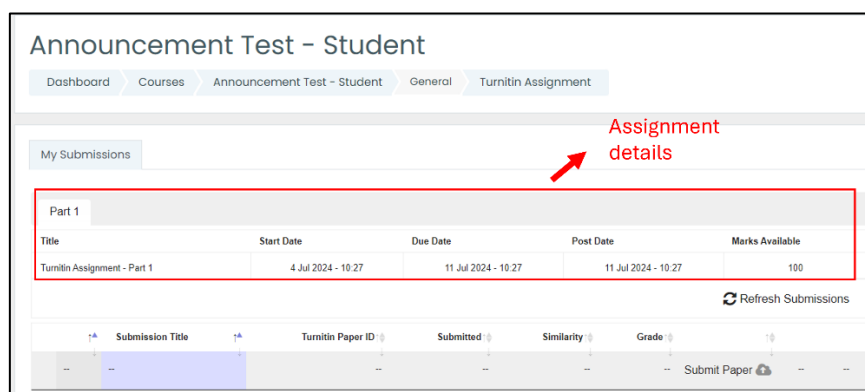 Announcement Test - Student
Dashboard Courses Announcement Test - Student General Turnitin Assignment
Assignment
details
My Submissions
Part 1
Title Start Date Due Date Post Date Marks Available
Turnitin Assignment - Part 1 4 Jul 2024 - 10:27 11 Jul 2024 - 10:27 11 Jul 2024 - 10:27 100
Refresh Submissions
Submission Title Turnitin Paper ID Submitted Similarity Grade
-- -- -- -- -- -- Submit Paper -- --